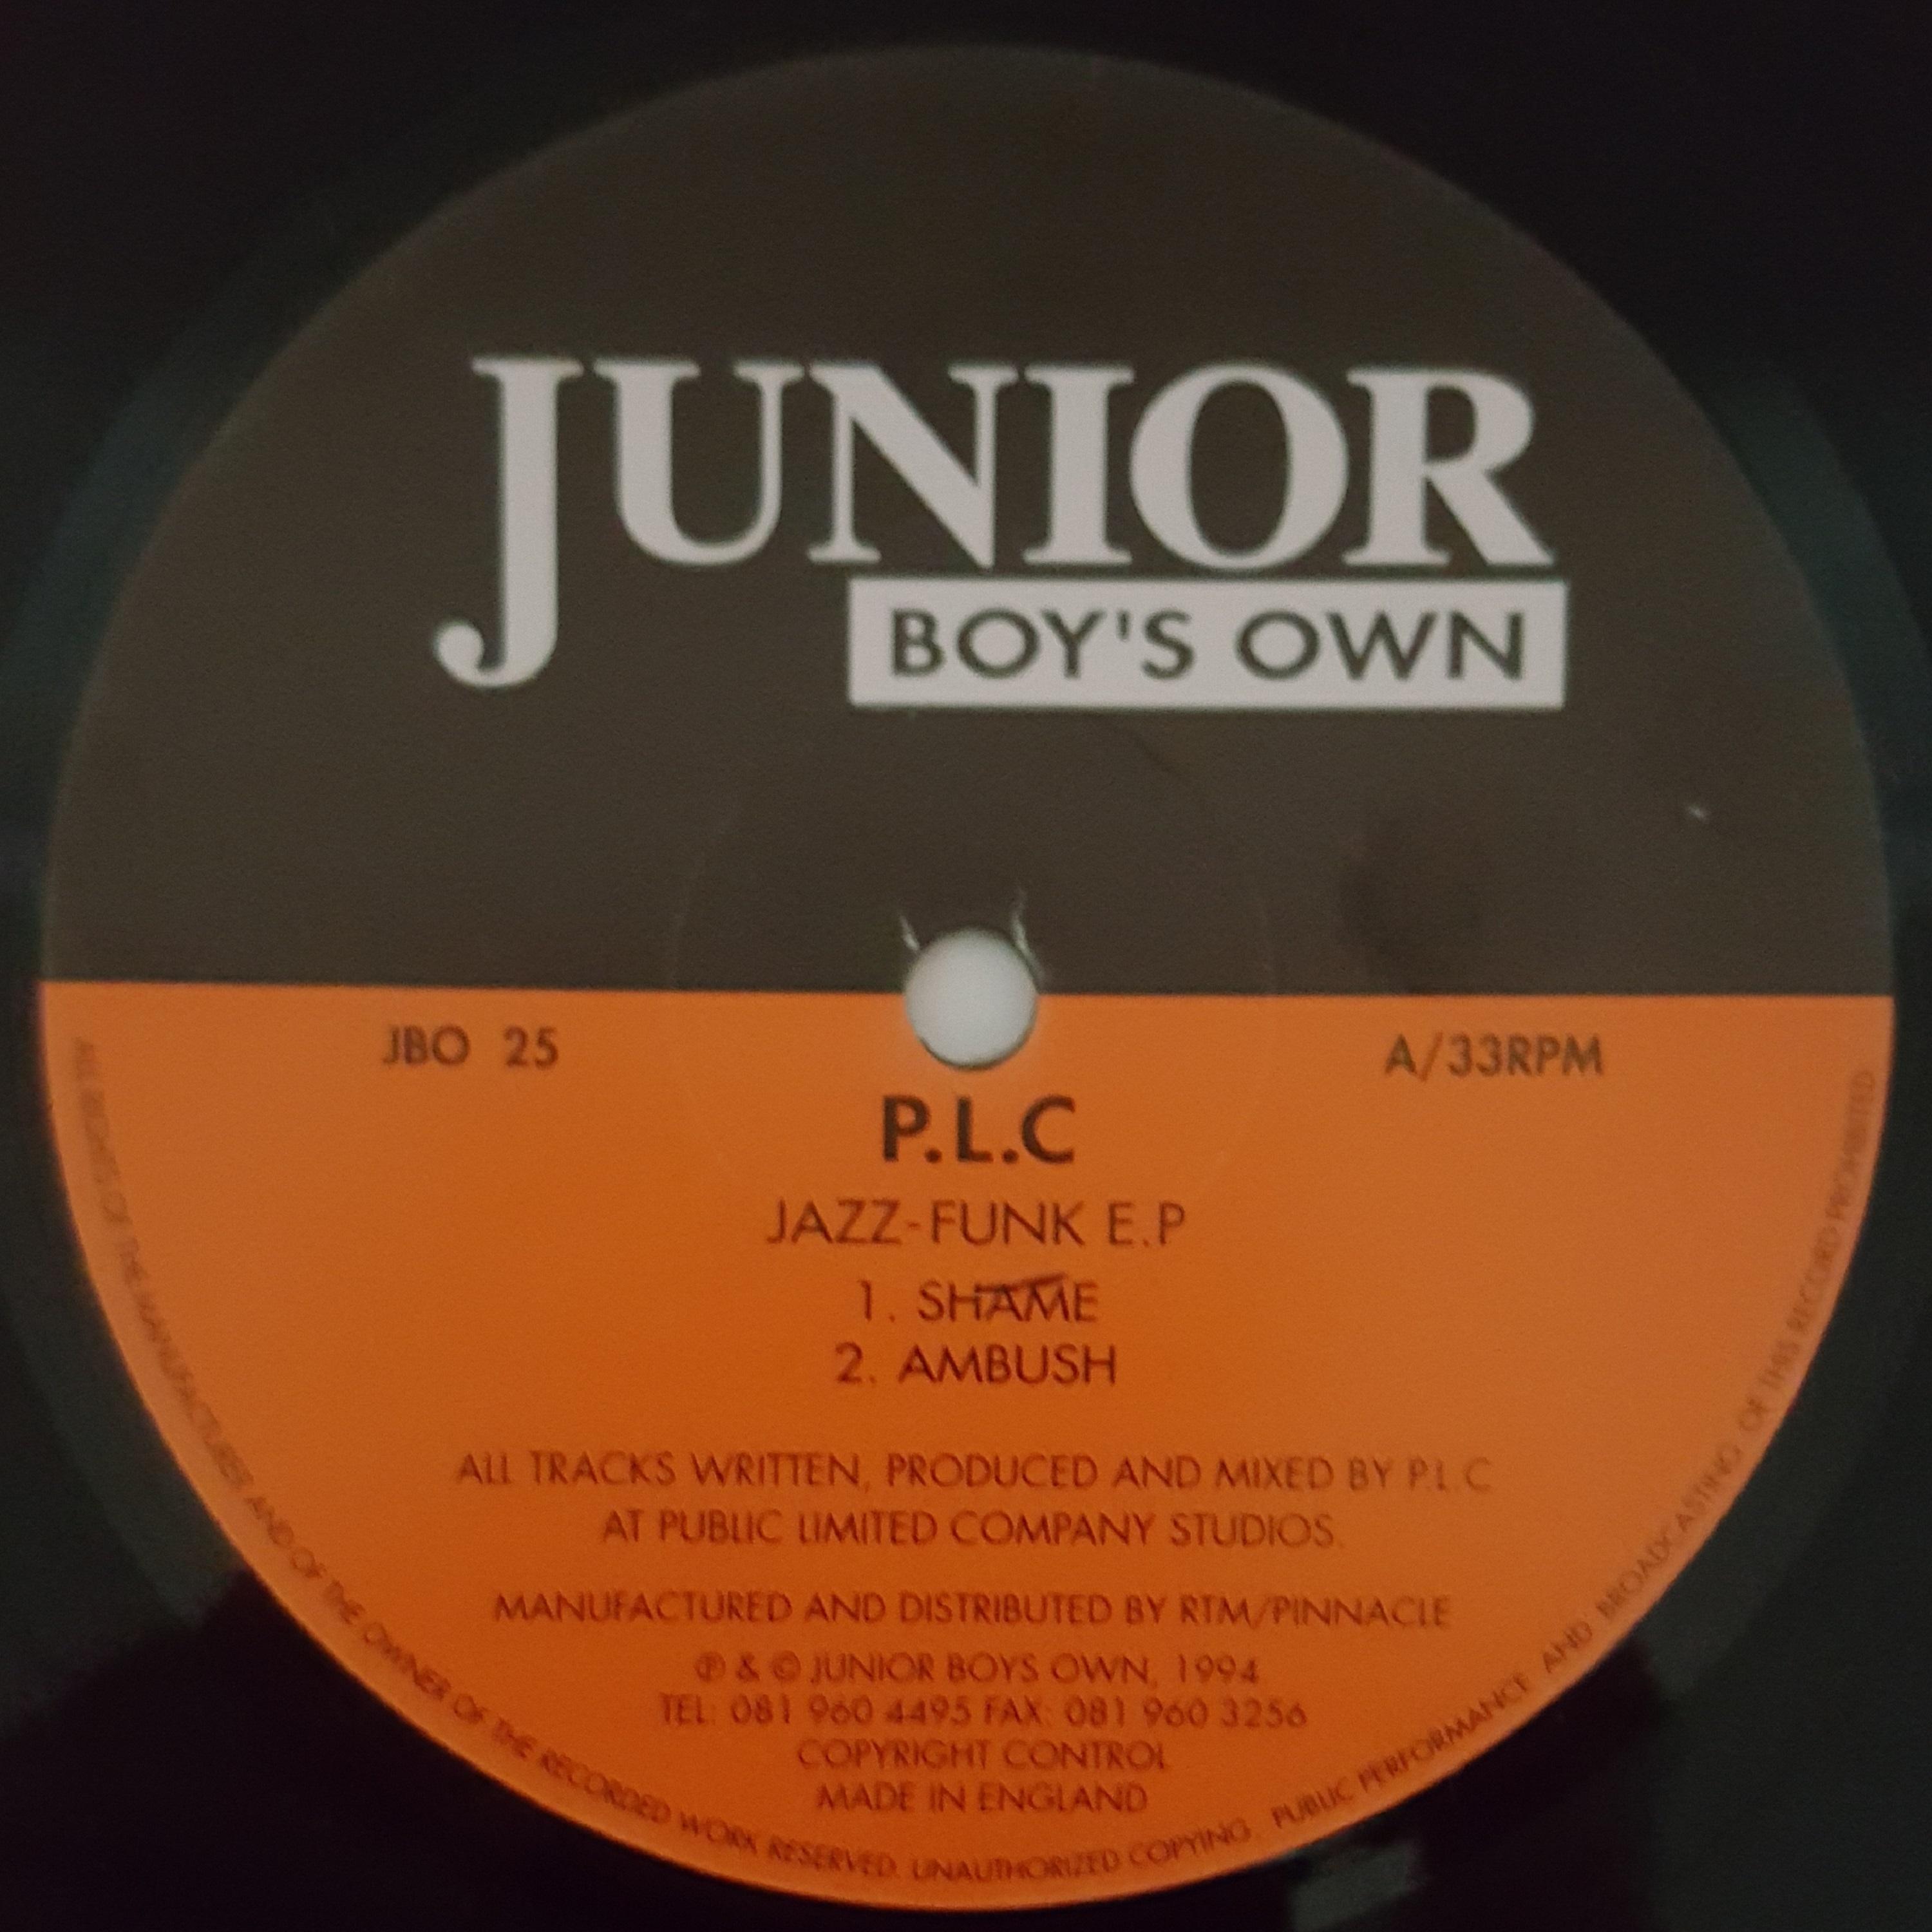 JUNIOR
BOY'S OWN
JBO 25
A/33RPM
P.L.C
JAZZ-FUNK E.P
1. SHAME
2. AMBUSH
ALL TRACKS WRITTEN, PRODUCED AND MIXED BY P.L.C
AT PUBLIC LIMITED COMPANY STUDIOS.
MANUFACTURED AND DISTRIBUTED BY RTM/PINNACLE
℗ & © JUNIOR BOYS OWN, 1994
TEL: 081 960 4495 FAX: 081 960 3256
COPYRIGHT CONTROL
MADE IN ENGLAND
ALL RIGHTS OF THE MANUFACTURER AND OF THE OWNER OF THE RECORDED WORK RESERVED. UNAUTHORIZED COPYING. PUBLIC PERFORMANCE AND BROADCASTING OF THIS RECORD PROHIBITED